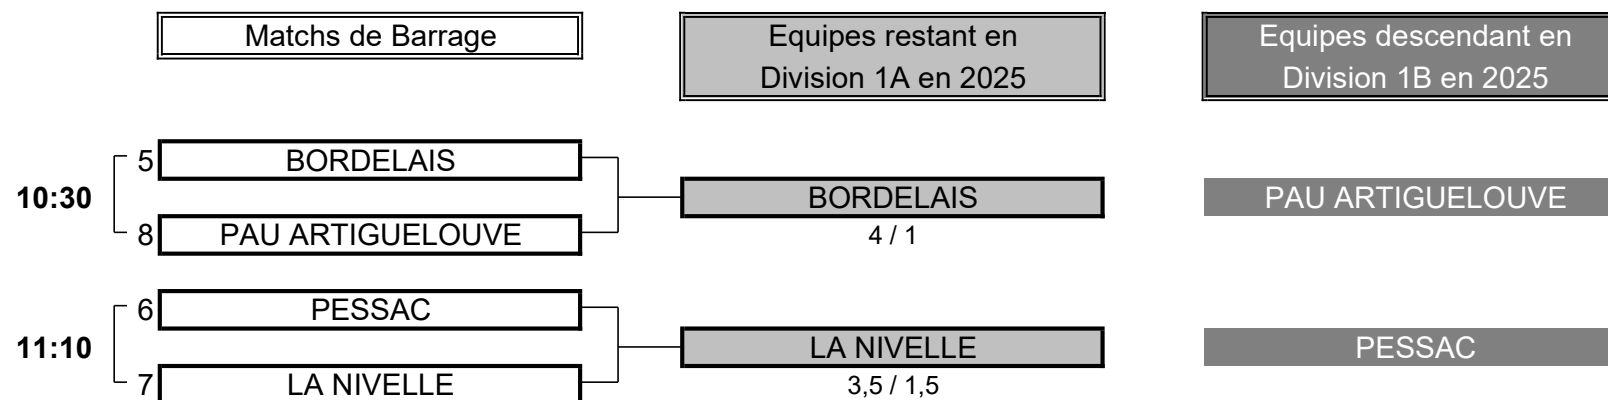 Matchs de Barrage
Equipes restant en
Division 1A en 2025
Equipes descendant en
Division 1B en 2025
5 BORDELAIS
10:30 BORDELAIS PAU ARTIGUELOUVE
8 PAU ARTIGUELOUVE 4 / 1
6 PESSAC
11:10 LA NIVELLE PESSAC
7 LA NIVELLE 3,5 / 1,5